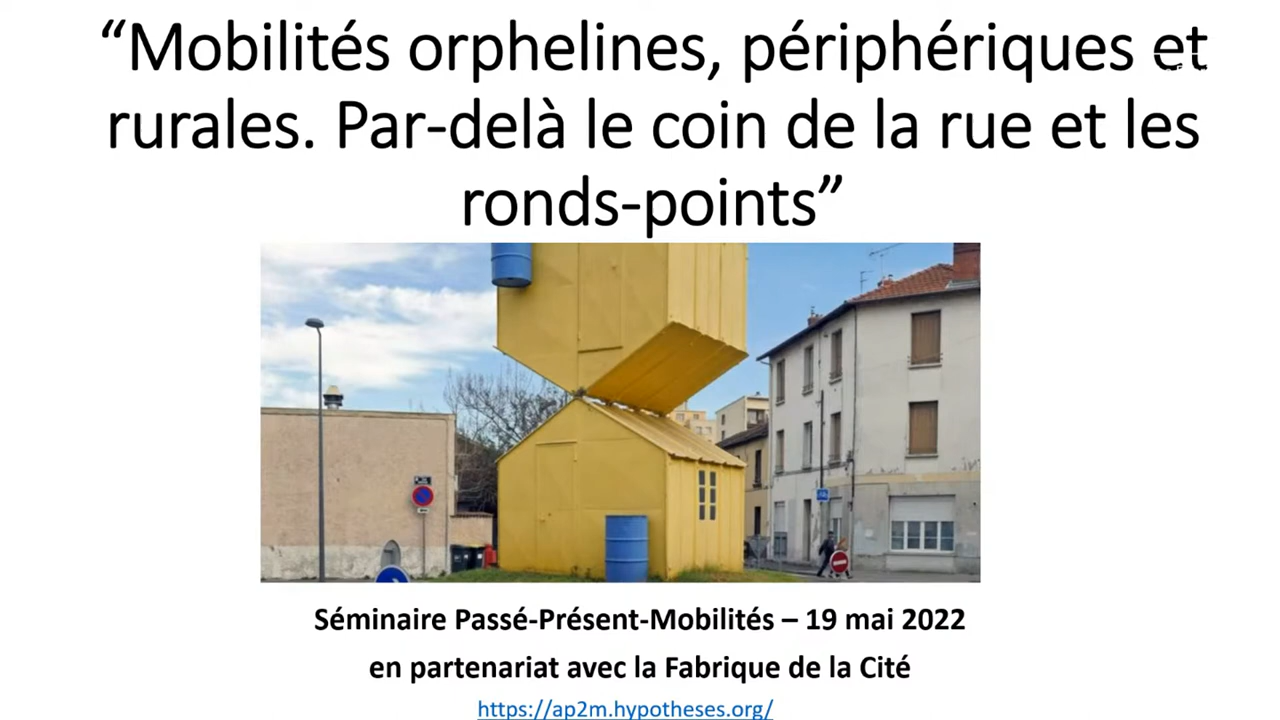 “Mobilités orphelines, périphériques et
rurales. Par-delà le coin de la rue et les
ronds-points”
Séminaire Passé-Présent-Mobilités – 19 mai 2022
en partenariat avec la Fabrique de la Cité
https://ap2m.hypotheses.org/